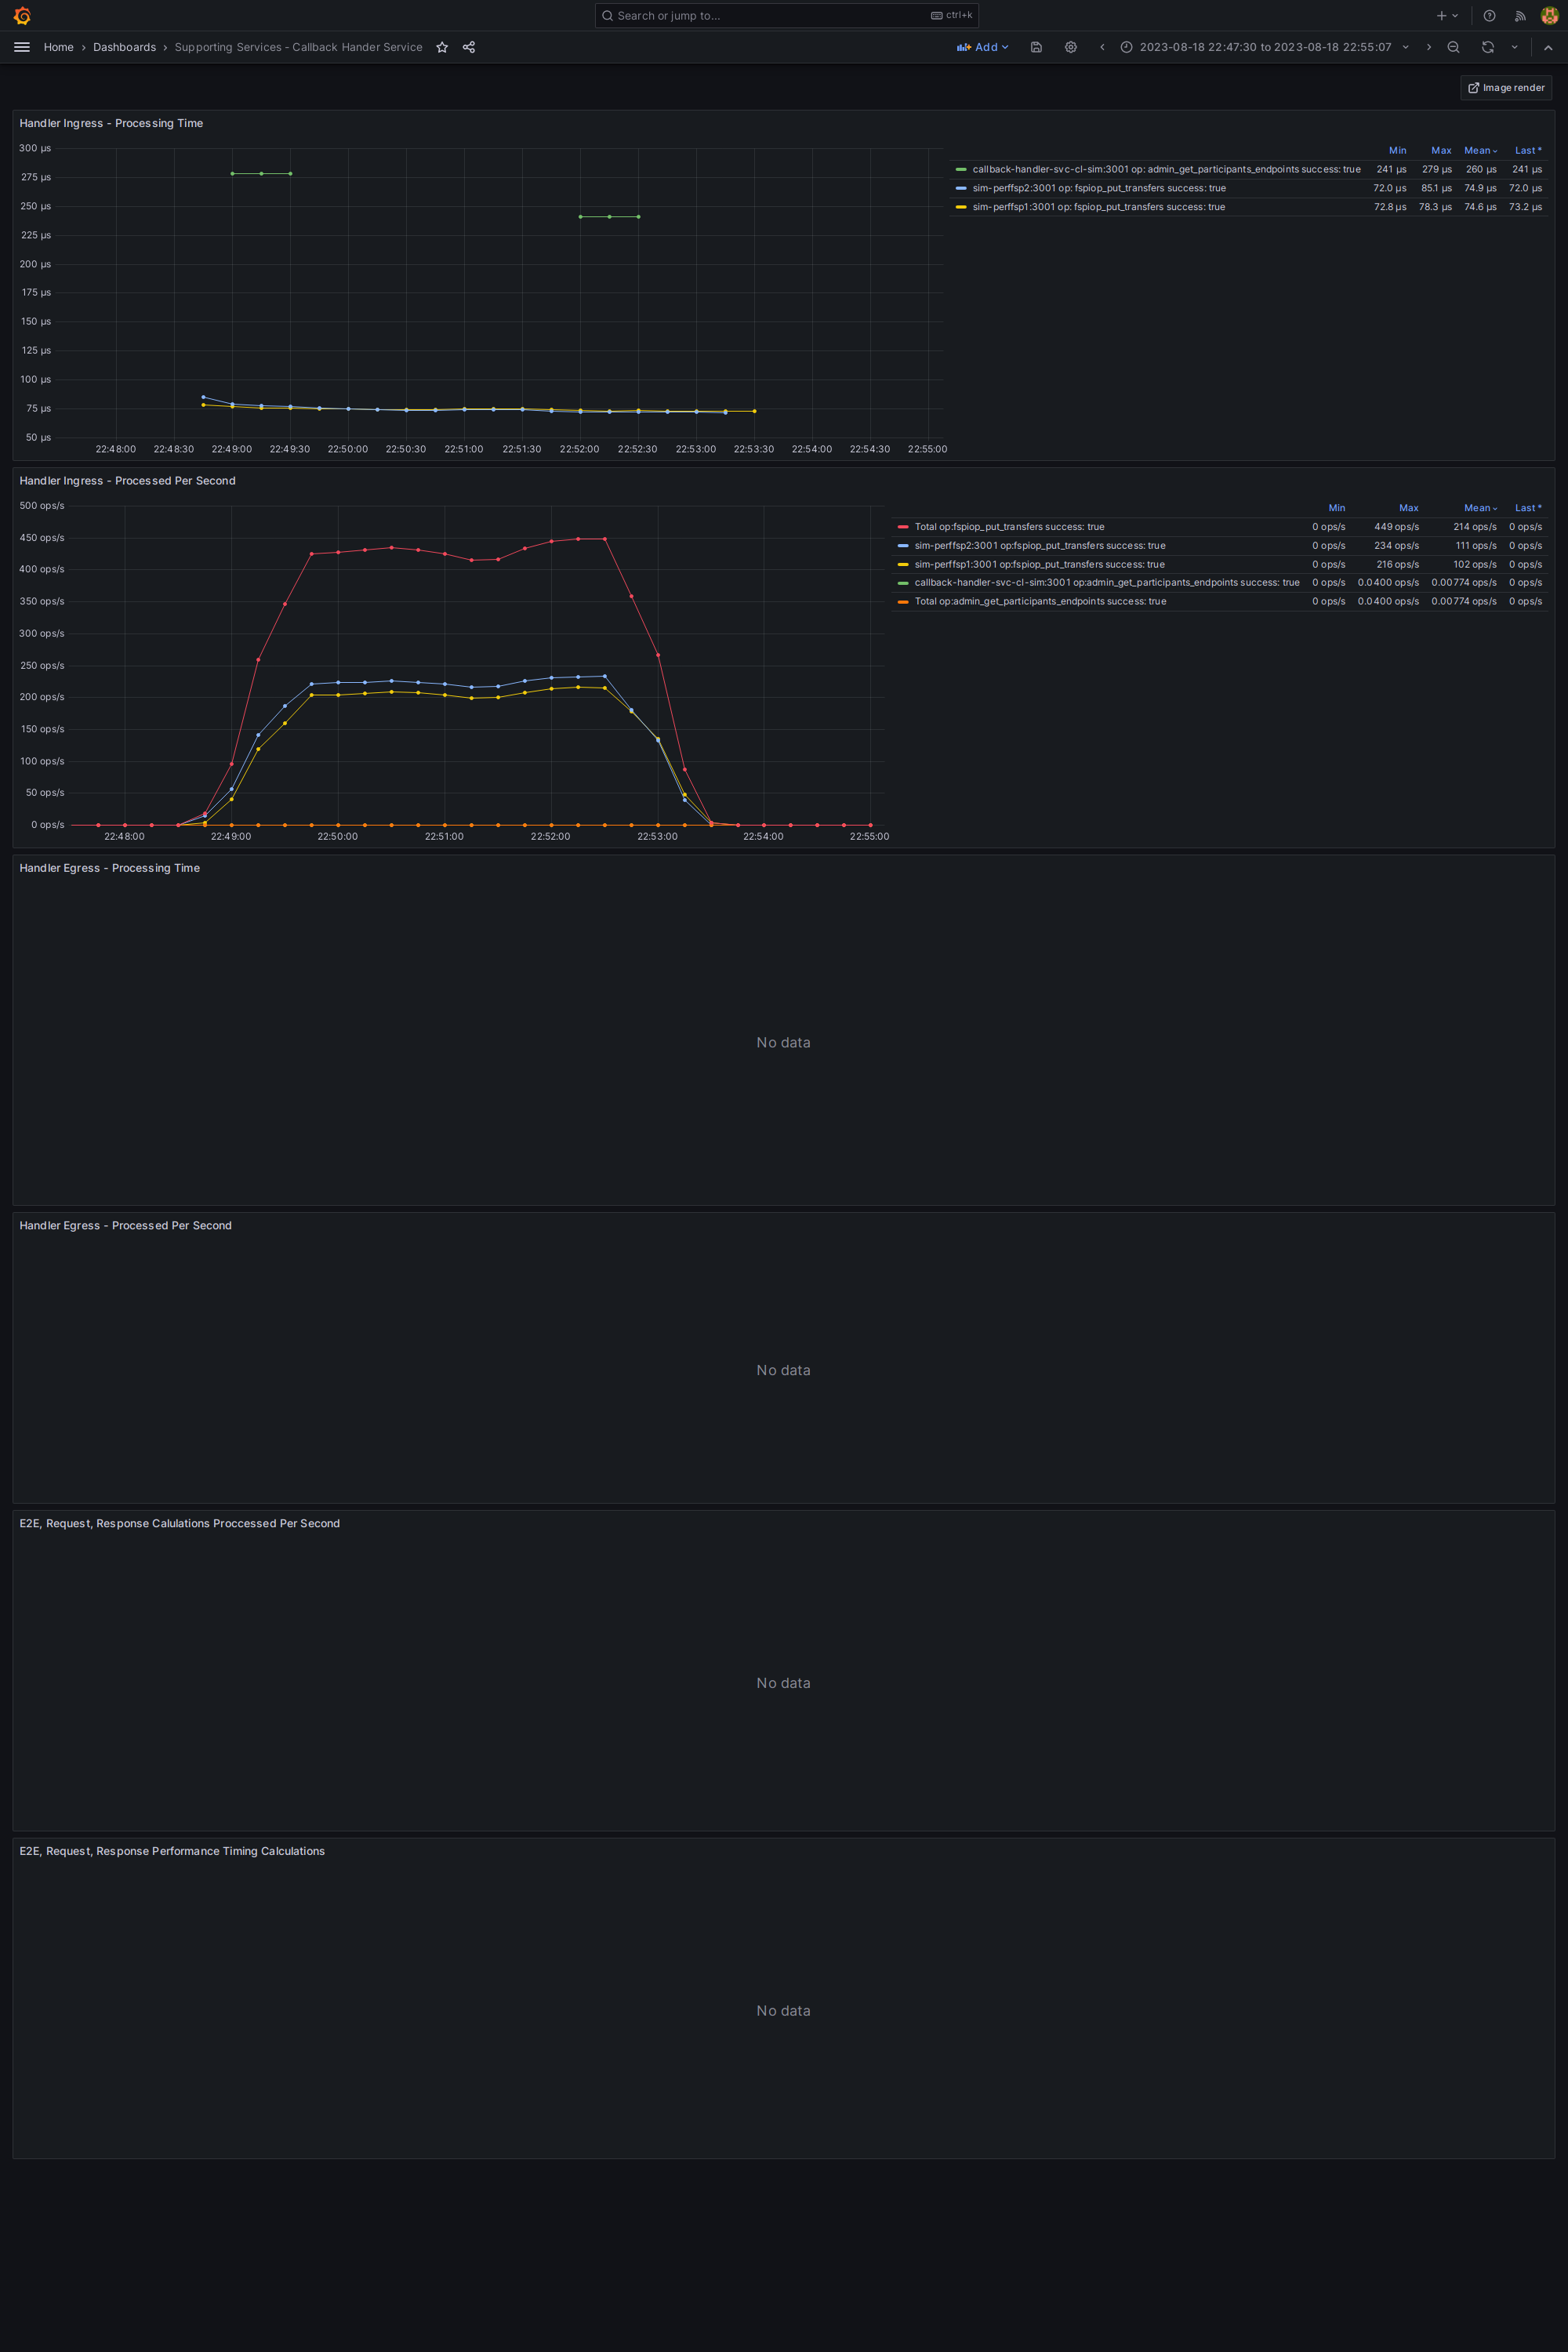 Search or jump to... ctrl+k
Home › Dashboards › Supporting Services - Callback Hander Service Add 2023-08-18 22:47:30 to 2023-08-18 22:55:07
Image render
Handler Ingress - Processing Time
300 µs
275 µs
250 µs
225 µs
200 µs
175 µs
150 µs
125 µs
100 µs
75 µs
50 µs
22:48:00 22:48:30 22:49:00 22:49:30 22:50:00 22:50:30 22:51:00 22:51:30 22:52:00 22:52:30 22:53:00 22:53:30 22:54:00 22:54:30 22:55:00
Min Max Mean Last *
callback-handler-svc-cl-sim:3001 op: admin_get_participants_endpoints success: true 241 µs 279 µs 260 µs 241 µs
sim-perffsp2:3001 op: fspiop_put_transfers success: true 72.0 µs 85.1 µs 74.9 µs 72.0 µs
sim-perffsp1:3001 op: fspiop_put_transfers success: true 72.8 µs 78.3 µs 74.6 µs 73.2 µs
Handler Ingress - Processed Per Second
500 ops/s
450 ops/s
400 ops/s
350 ops/s
300 ops/s
250 ops/s
200 ops/s
150 ops/s
100 ops/s
50 ops/s
0 ops/s
22:48:00 22:49:00 22:50:00 22:51:00 22:52:00 22:53:00 22:54:00 22:55:00
Min Max Mean Last *
Total op:fspiop_put_transfers success: true 0 ops/s 449 ops/s 214 ops/s 0 ops/s
sim-perffsp2:3001 op:fspiop_put_transfers success: true 0 ops/s 234 ops/s 111 ops/s 0 ops/s
sim-perffsp1:3001 op:fspiop_put_transfers success: true 0 ops/s 216 ops/s 102 ops/s 0 ops/s
callback-handler-svc-cl-sim:3001 op:admin_get_participants_endpoints success: true 0 ops/s 0.0400 ops/s 0.00774 ops/s 0 ops/s
Total op:admin_get_participants_endpoints success: true 0 ops/s 0.0400 ops/s 0.00774 ops/s 0 ops/s
Handler Egress - Processing Time
No data
Handler Egress - Processed Per Second
No data
E2E, Request, Response Calulations Proccessed Per Second
No data
E2E, Request, Response Performance Timing Calculations
No data